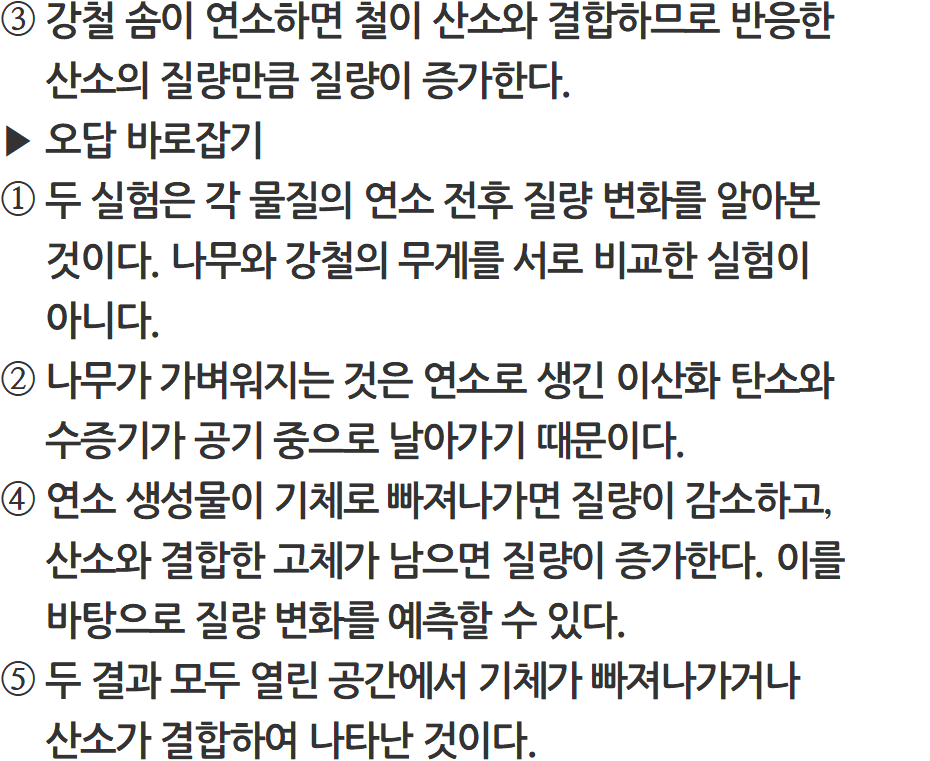 ③ 강철 솜이 연소하면 철이 산소와 결합하므로 반응한
산소의 질량만큼 질량이 증가한다.
▶ 오답 바로잡기
① 두 실험은 각 물질의 연소 전후 질량 변화를 알아본
것이다. 나무와 강철의 무게를 서로 비교한 실험이
아니다.
② 나무가 가벼워지는 것은 연소로 생긴 이산화 탄소와
수증기가 공기 중으로 날아가기 때문이다.
④ 연소 생성물이 기체로 빠져나가면 질량이 감소하고,
산소와 결합한 고체가 남으면 질량이 증가한다. 이를
바탕으로 질량 변화를 예측할 수 있다.
⑤ 두 결과 모두 열린 공간에서 기체가 빠져나가거나
산소가 결합하여 나타난 것이다.